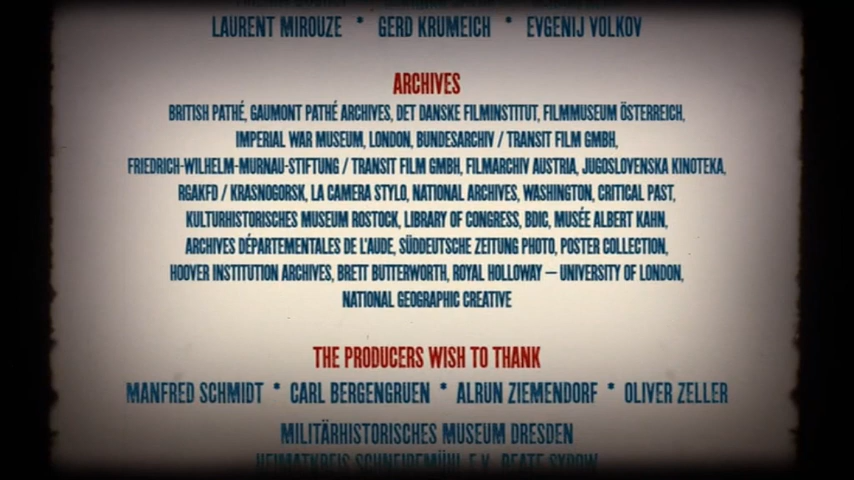 LAURENT MIROUZE * GERD KRUMEICH * EVGENIJ VOLKOV
ARCHIVES
BRITISH PATHÉ, GAUMONT PATHÉ ARCHIVES, DET DANSKE FILMINSTITUT, FILMMUSEUM ÖSTERREICH,
IMPERIAL WAR MUSEUM, LONDON, BUNDESARCHIV / TRANSIT FILM GMBH,
FRIEDRICH-WILHELM-MURNAU-STIFTUNG / TRANSIT FILM GMBH, FILMARCHIV AUSTRIA, JUGOSLOVENSKA KINOTEKA,
RGAKFD / KRASNOGORSK, LA CAMERA STYLO, NATIONAL ARCHIVES, WASHINGTON, CRITICAL PAST,
KULTURHISTORISCHES MUSEUM ROSTOCK, LIBRARY OF CONGRESS, BDIC, MUSÉE ALBERT KAHN,
ARCHIVES DÉPARTEMENTALES DE L'AUDE, SÜDDEUTSCHE ZEITUNG PHOTO, POSTER COLLECTION,
HOOVER INSTITUTION ARCHIVES, BRETT BUTTERWORTH, ROYAL HOLLOWAY – UNIVERSITY OF LONDON,
NATIONAL GEOGRAPHIC CREATIVE
THE PRODUCERS WISH TO THANK
MANFRED SCHMIDT * CARL BERGENGRUEN * ALRUN ZIEMENDORF * OLIVER ZELLER
MILITÄRHISTORISCHES MUSEUM DRESDEN
HEIMATKREIS SCHNEIDEMÜHL E.V. BEATE SYDOW